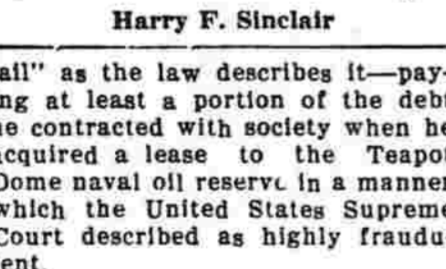 Harry F. Sinclair
ail" as the law describes it—pay-
ng at least a portion of the debt
he contracted with society when he
acquired a lease to the Teapot
Dome naval oil reserve in a manner
which the United States Supreme
Court described as highly fraudu-
ent.